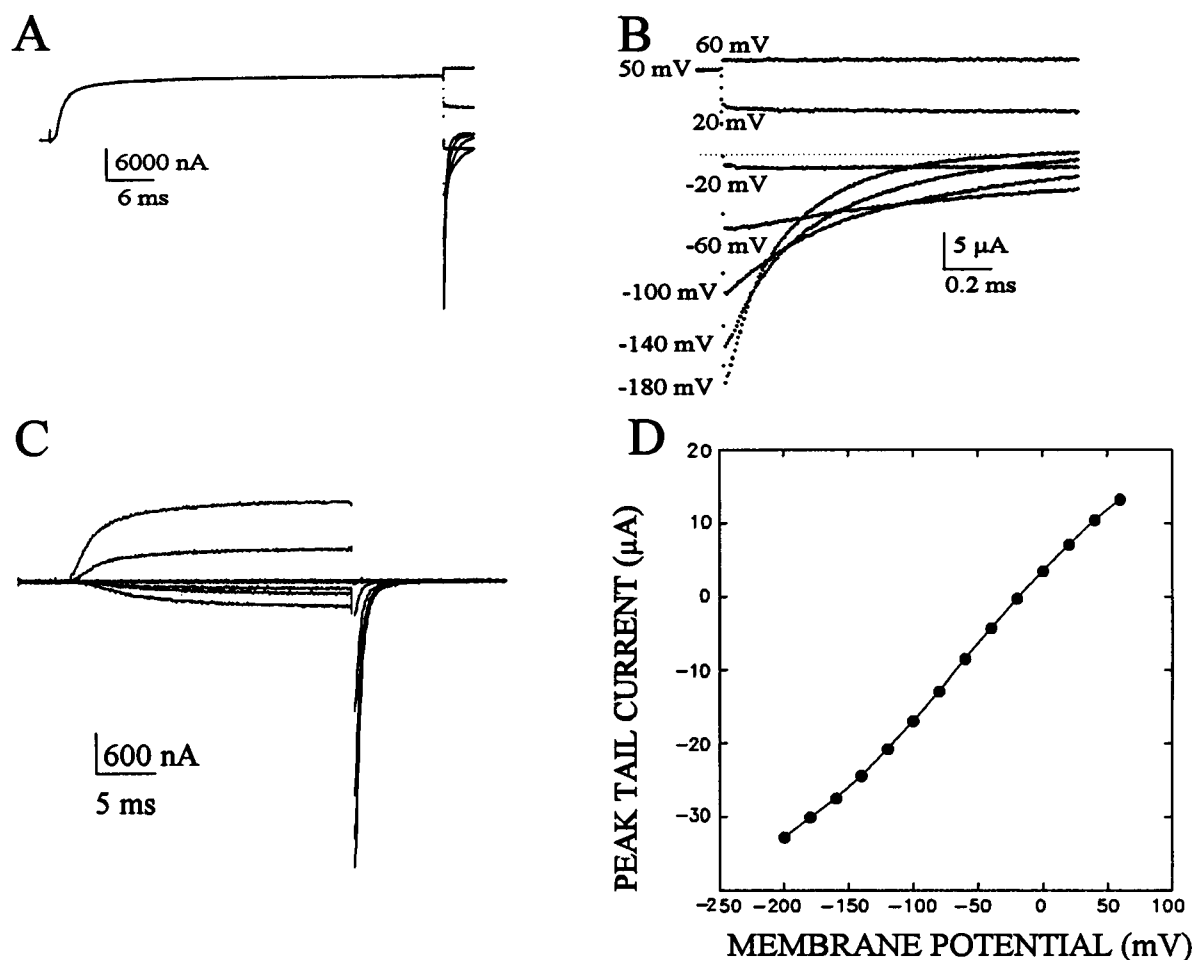 A
6000 nA
6 ms
B
60 mV
50 mV
20 mV
-20 mV
-60 mV
-100 mV
-140 mV
-180 mV
5 µA
0.2 ms
C
600 nA
5 ms
D
PEAK TAIL CURRENT (µA)
20
10
0
−10
−20
−30
−250 −200 −150 −100 −50 0 50 100
MEMBRANE POTENTIAL (mV)